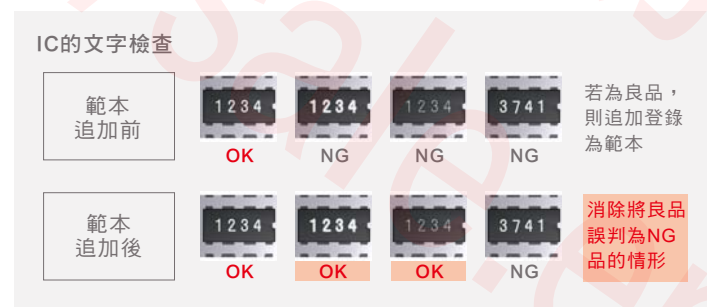 IC的文字檢查
範本
追加前
1234
1234
1234
3741
OK
NG
NG
NG
若為良品，
則追加登錄
為範本
範本
追加後
1234
1234
1234
3741
OK
OK
OK
NG
消除將良品
誤判為NG
品的情形